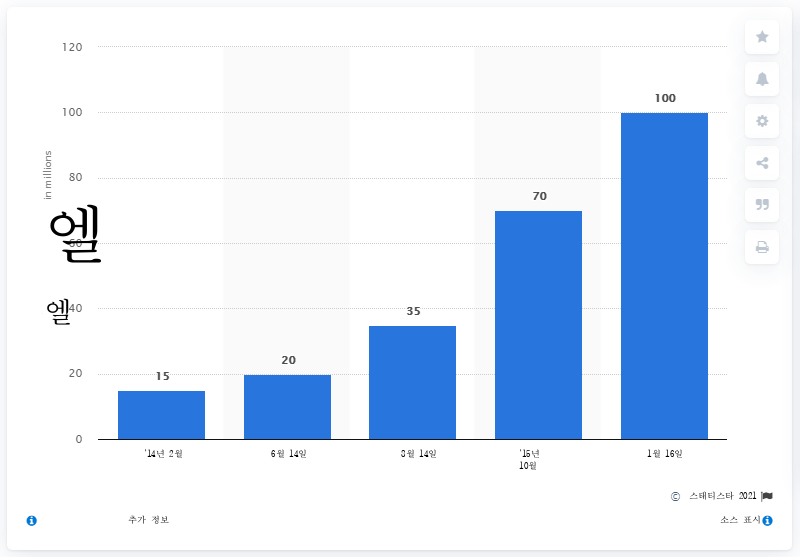 120
100
80
60
40
20
0
in millions
엘
엘
15
20
35
70
100
'14년 2월
6월 14일
8월 14일
'15년
10월
1월 16일
© 스태티스타 2021
추가 정보
소스 표시